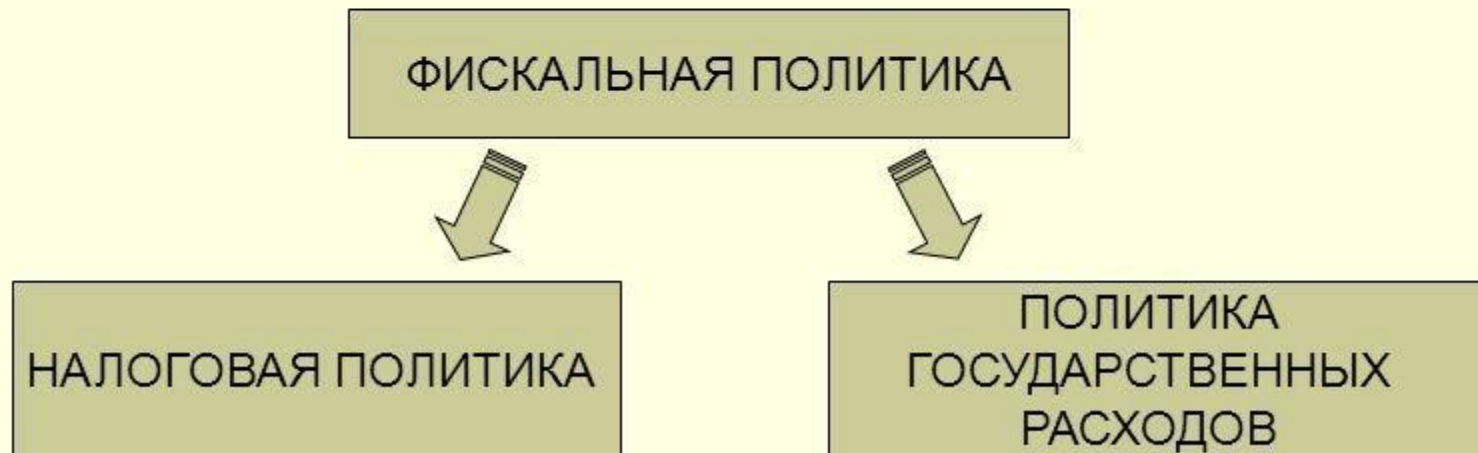 ФИСКАЛЬНАЯ ПОЛИТИКА
НАЛОГОВАЯ ПОЛИТИКА
ПОЛИТИКА
ГОСУДАРСТВЕННЫХ
РАСХОДОВ